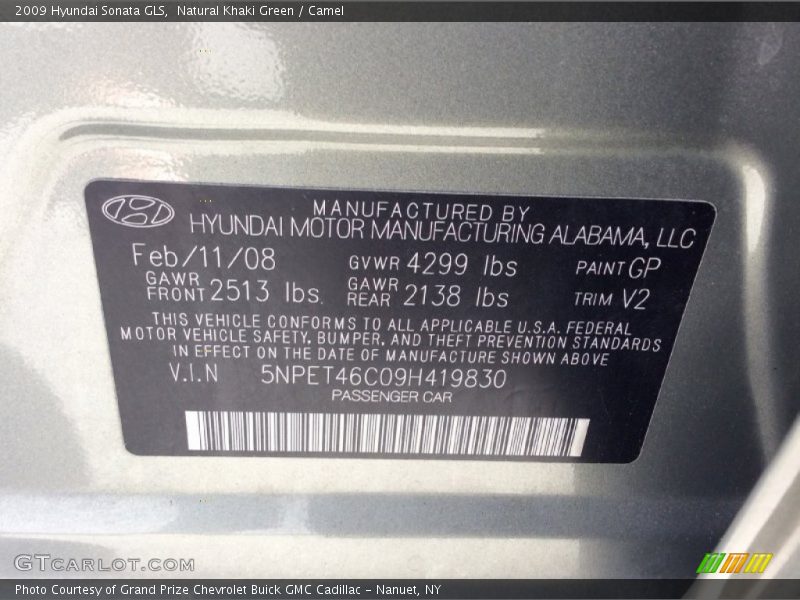 2009 Hyundai Sonata GLS, Natural Khaki Green / Camel
MANUFACTURED BY
HYUNDAI MOTOR MANUFACTURING ALABAMA, LLC
Feb/11/08 GVWR 4299 lbs PAINT GP
GAWR FRONT 2513 lbs. GAWR REAR 2138 lbs TRIM V2
THIS VEHICLE CONFORMS TO ALL APPLICABLE U.S.A. FEDERAL
MOTOR VEHICLE SAFETY, BUMPER, AND THEFT PREVENTION STANDARDS
IN EFFECT ON THE DATE OF MANUFACTURE SHOWN ABOVE
V.I.N 5NPET46C09H419830
PASSENGER CAR
GTCARLOT.COM
Photo Courtesy of Grand Prize Chevrolet Buick GMC Cadillac - Nanuet, NY